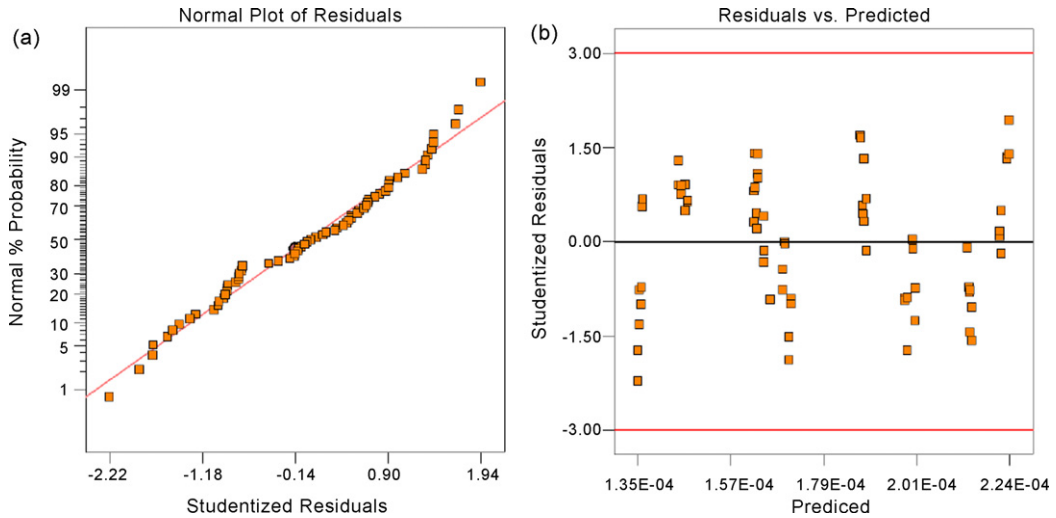 Normal Plot of Residuals
(a)
Normal % Probability
99
95
90
80
70
50
30
20
10
5
1
-2.22
-1.18
-0.14
0.90
1.94
Studentized Residuals
Residuals vs. Predicted
(b)
Studentized Residuals
3.00
1.50
0.00
-1.50
-3.00
1.35E-04
1.57E-04
1.79E-04
2.01E-04
2.24E-04
Prediced